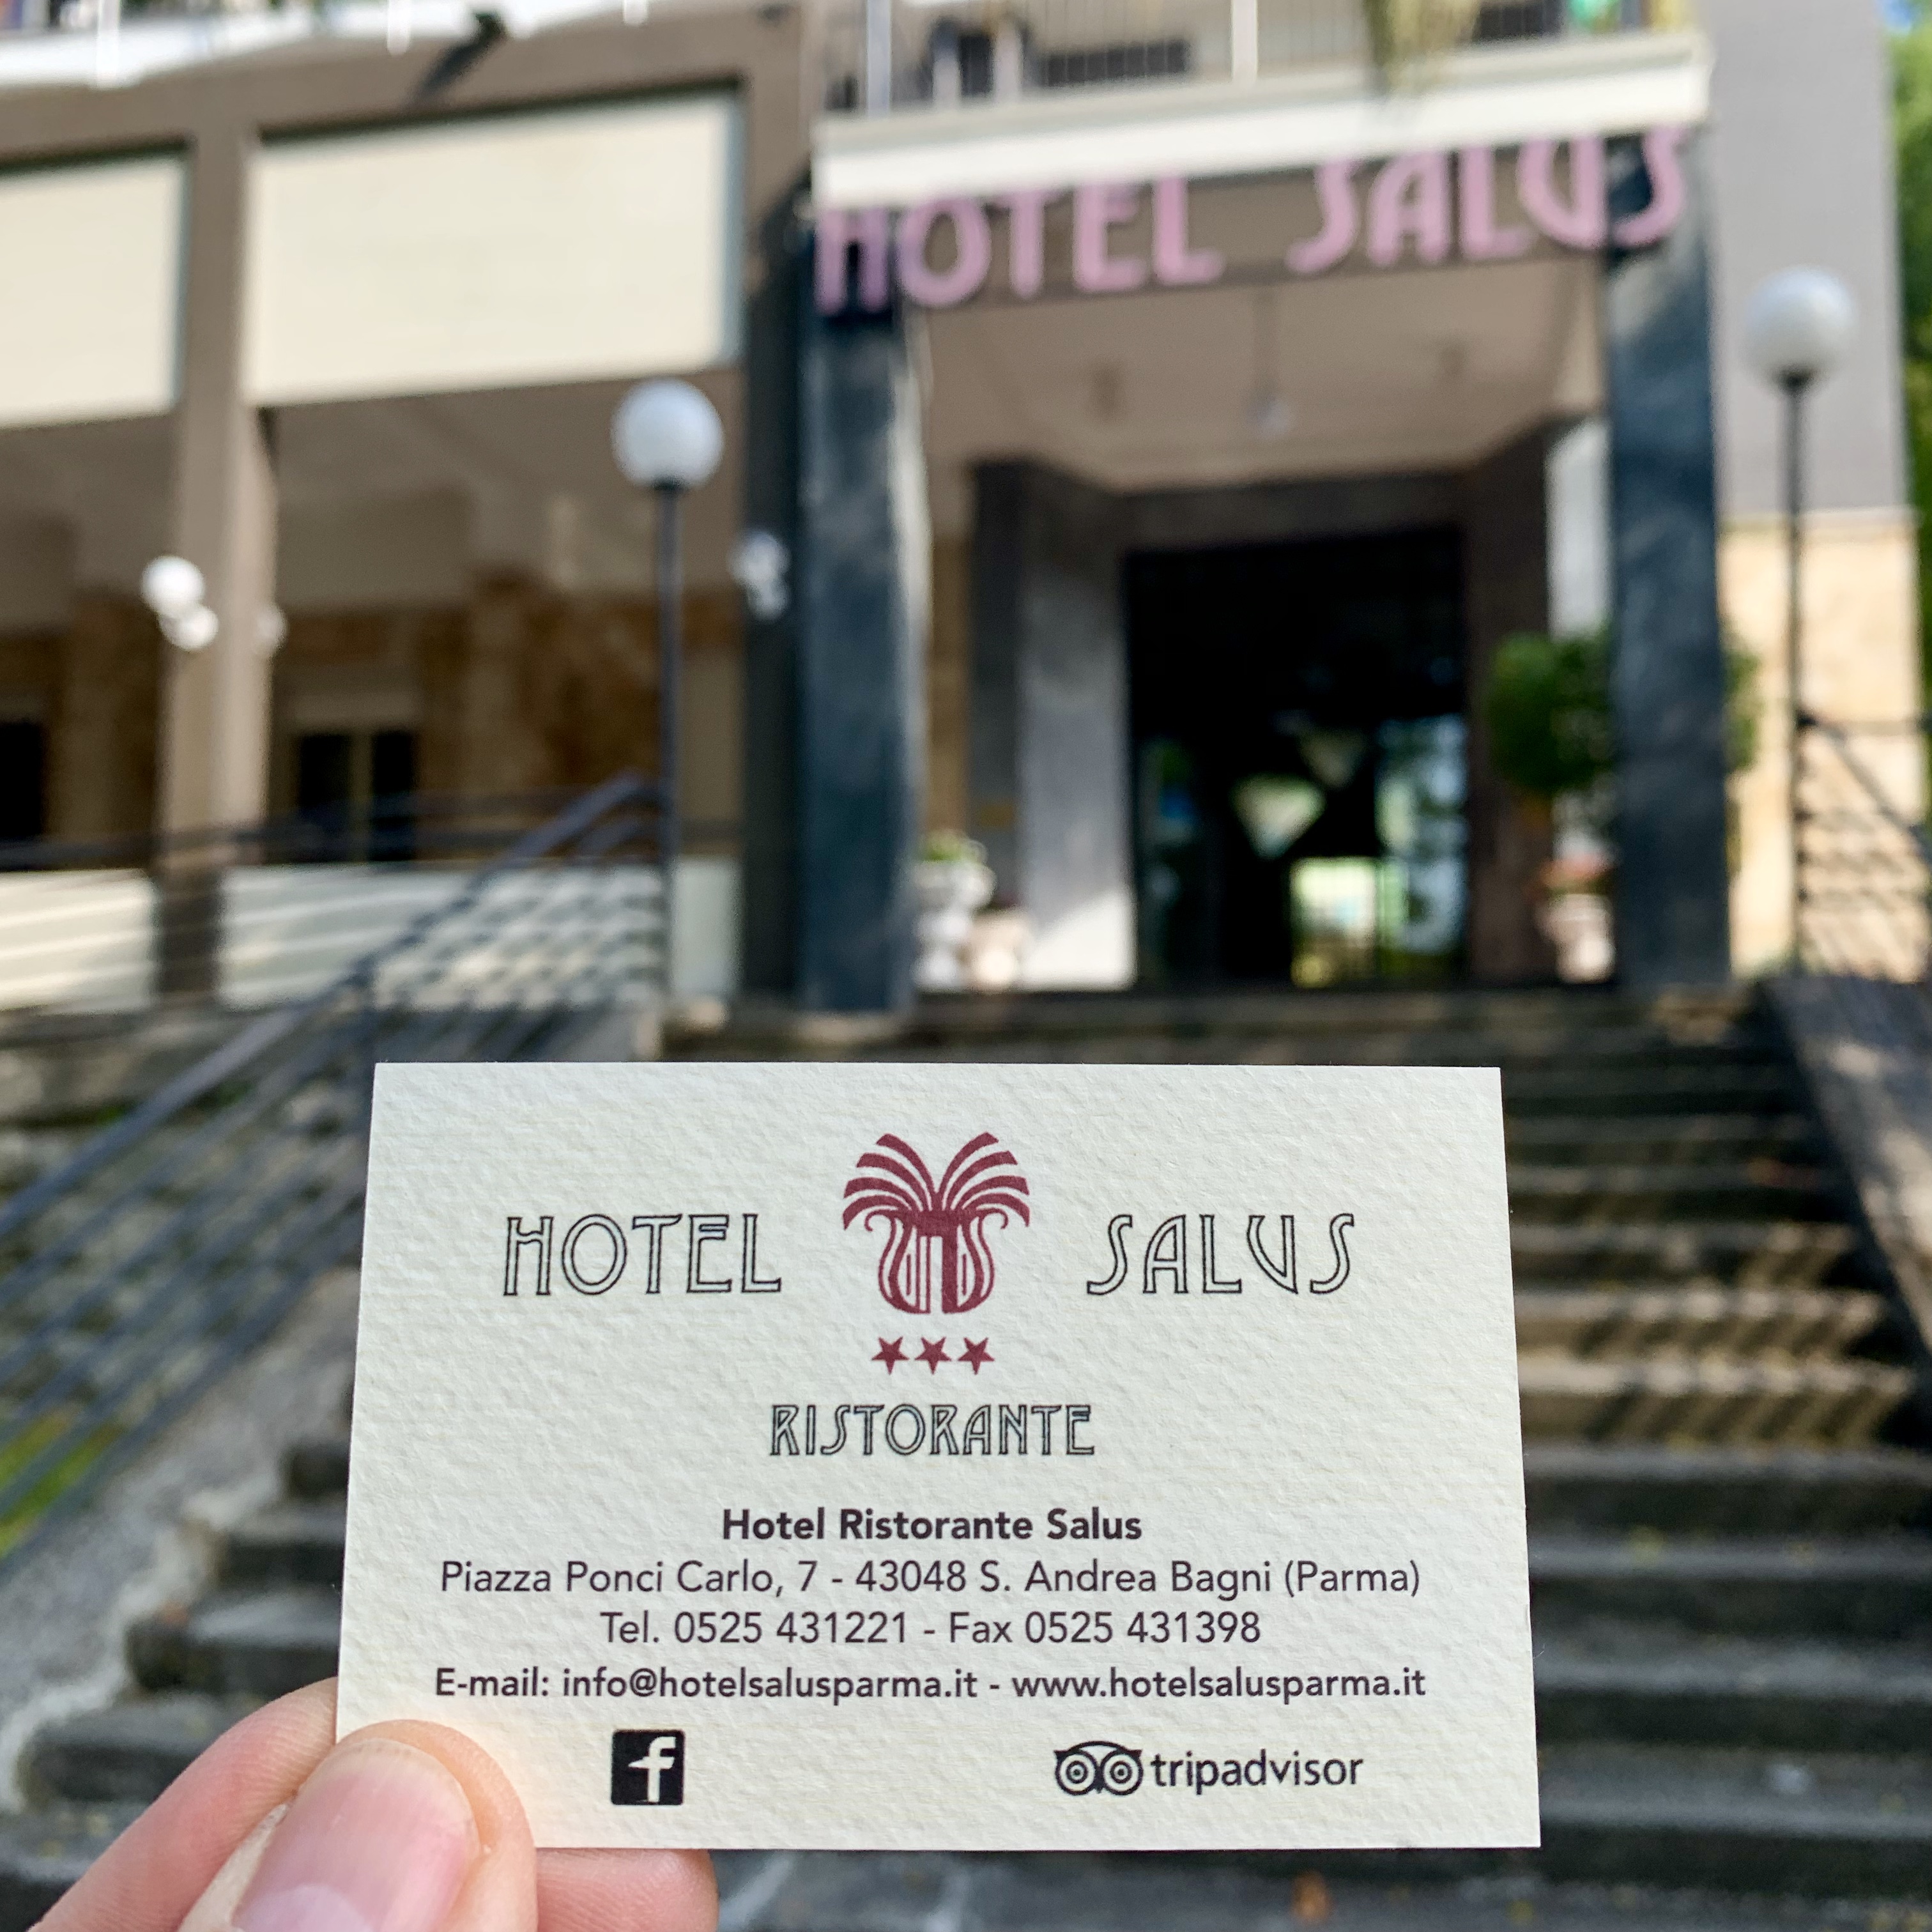 HOTEL SALUS
HOTEL SALUS
RISTORANTE
Hotel Ristorante Salus
Piazza Ponci Carlo, 7 - 43048 S. Andrea Bagni (Parma)
Tel. 0525 431221 - Fax 0525 431398
E-mail: info@hotelsalusparma.it - www.hotelsalusparma.it
f tripadvisor